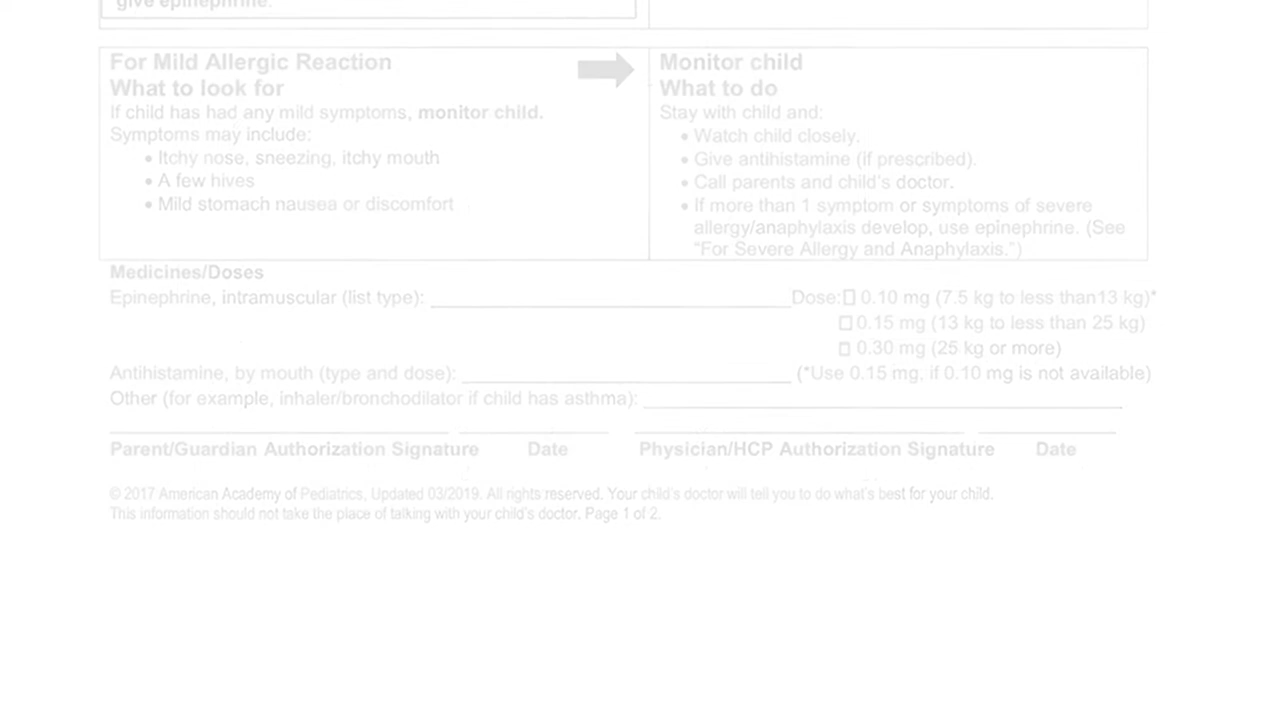 give epinephrine.
For Mild Allergic Reaction
What to look for
If child has had any mild symptoms, monitor child.
Symptoms may include:
• Itchy nose, sneezing, itchy mouth
• A few hives
• Mild stomach nausea or discomfort
Monitor child
What to do
Stay with child and:
• Watch child closely.
• Give antihistamine (if prescribed).
• Call parents and child's doctor.
• If more than 1 symptom or symptoms of severe
allergy/anaphylaxis develop, use epinephrine. (See
"For Severe Allergy and Anaphylaxis.")
Medicines/Doses
Epinephrine, intramuscular (list type): Dose: 0.10 mg (7.5 kg to less than13 kg)*
0.15 mg (13 kg to less than 25 kg)
0.30 mg (25 kg or more)
Antihistamine, by mouth (type and dose): (*Use 0.15 mg, if 0.10 mg is not available)
Other (for example, inhaler/bronchodilator if child has asthma):
Parent/Guardian Authorization Signature Date Physician/HCP Authorization Signature Date
© 2017 American Academy of Pediatrics, Updated 03/2019. All rights reserved. Your child's doctor will tell you to do what's best for your child.
This information should not take the place of talking with your child's doctor. Page 1 of 2.